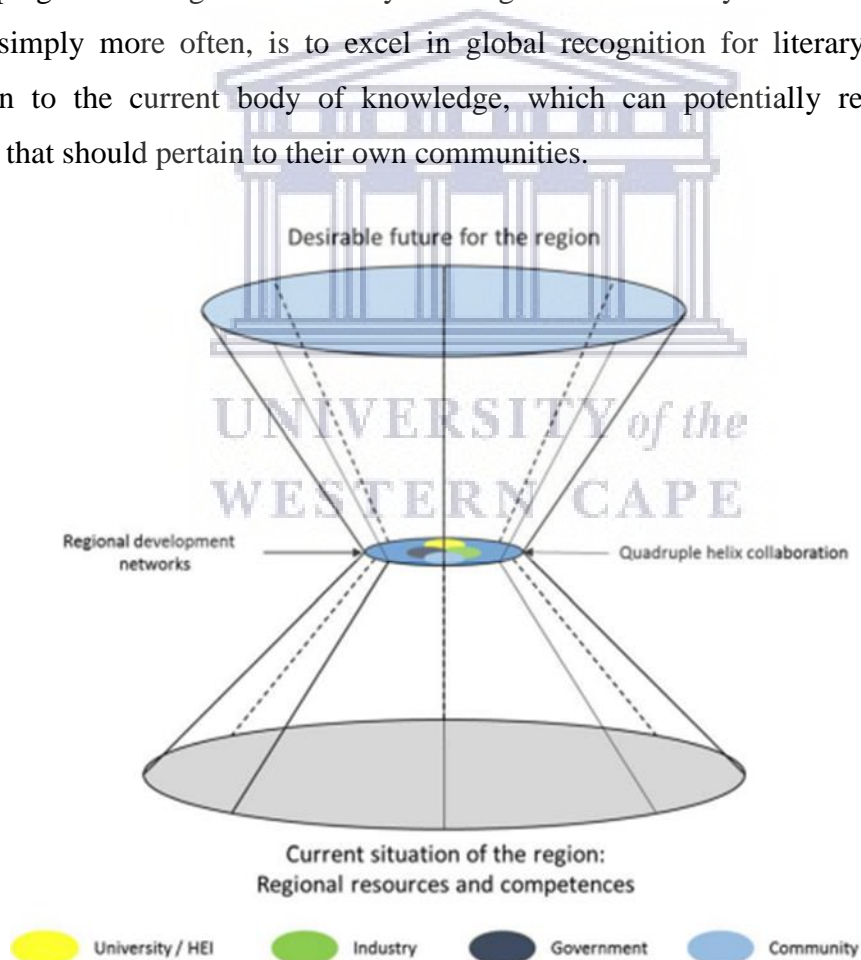 simply more often, is to excel in global recognition for literary
n to the current body of knowledge, which can potentially re
that should pertain to their own communities.
Desirable future for the region
UNIVERSITY of the
WESTERN CAPE
Regional development
networks
Quadruple helix collaboration
Current situation of the region:
Regional resources and competences
University / HEI
Industry
Government
Community